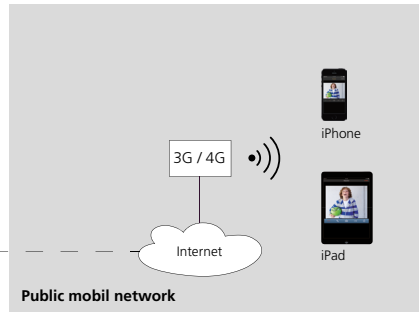 iPhone
3G / 4G
iPad
Internet
Public mobil network